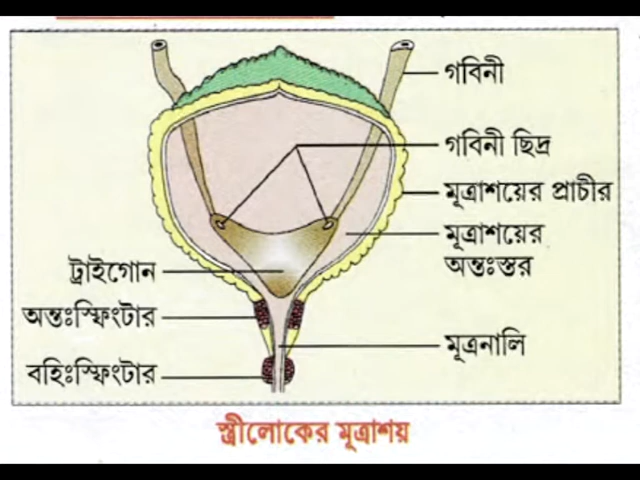 গবিনী
গবিনী ছিদ্র
মূত্রাশয়ের প্রাচীর
মূত্রাশয়ের
অন্তঃস্তর
ট্রাইগোন
অন্তঃস্ফিংটার
মূত্রনালি
বহিঃস্ফিংটার
স্ত্রীলোকের মূত্রাশয়